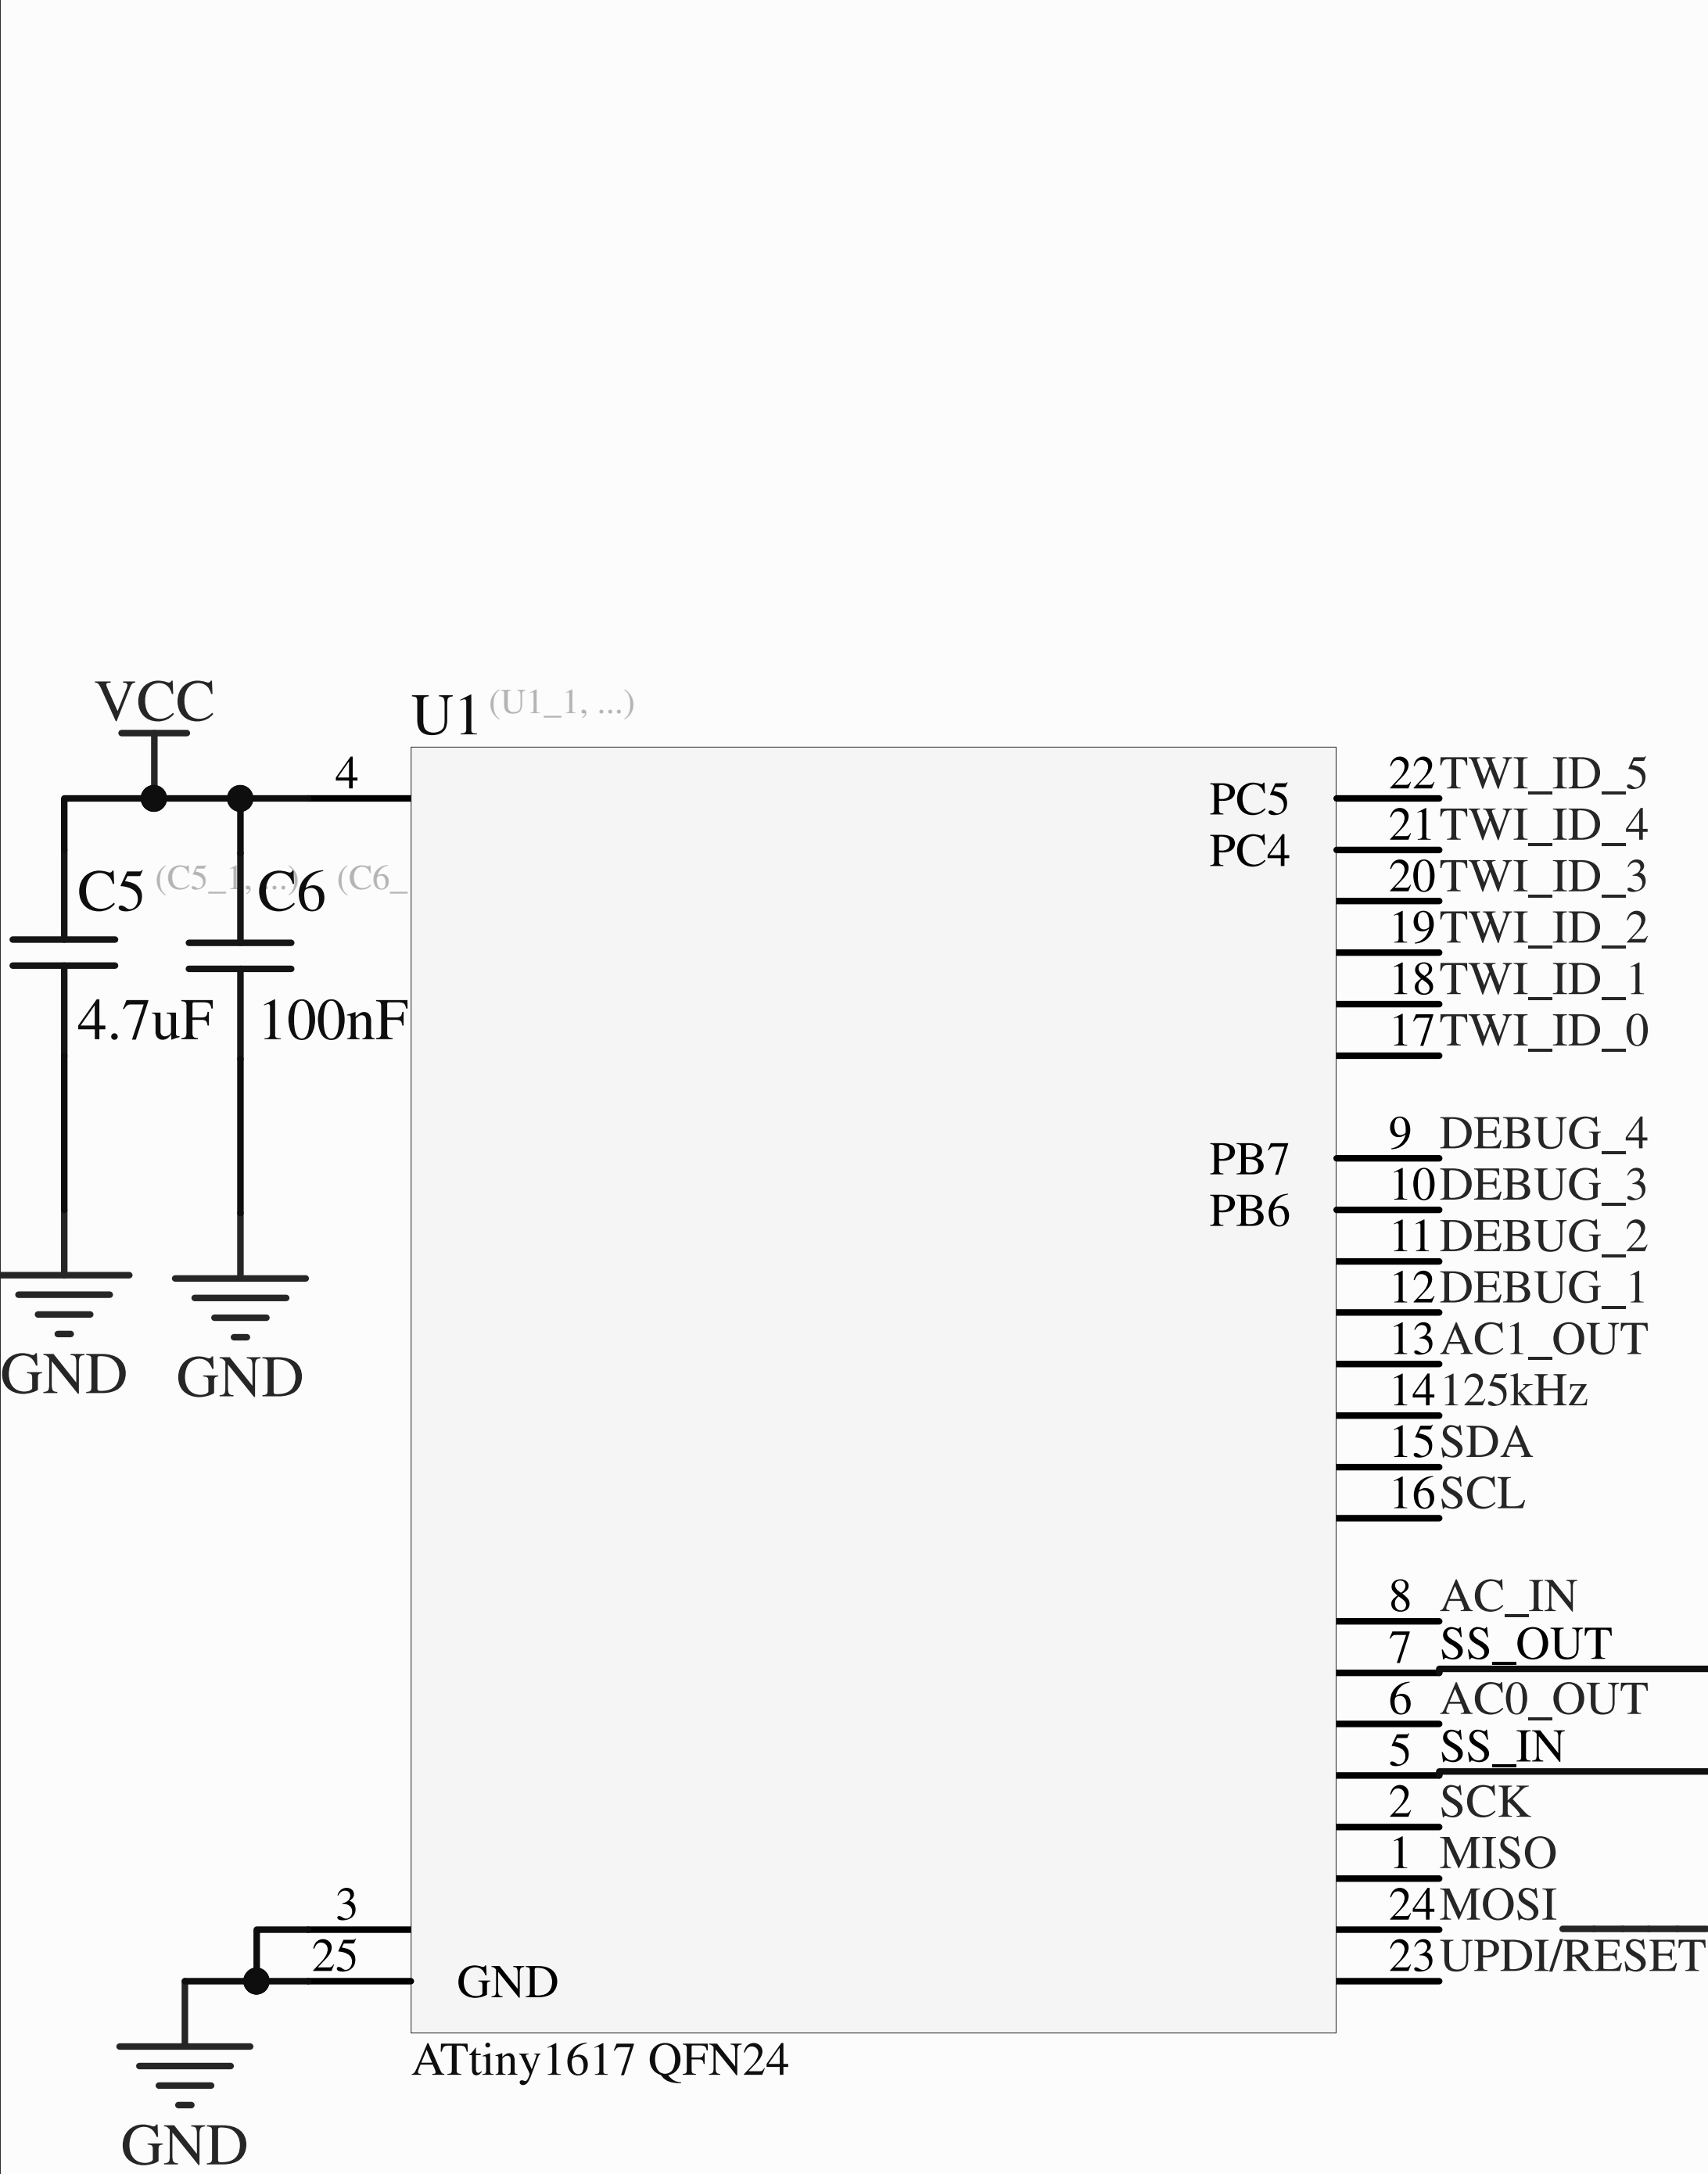 VCC
U1 (U1_1, ...)
4
C5 (C5_1, ...)
C6 (C6_
4.7uF
100nF
GND
GND
3
25
GND
GND
ATtiny1617 QFN24
PC5
PC4
PB7
PB6
22 TWI_ID_5
21 TWI_ID_4
20 TWI_ID_3
19 TWI_ID_2
18 TWI_ID_1
17 TWI_ID_0
9 DEBUG_4
10 DEBUG_3
11 DEBUG_2
12 DEBUG_1
13 AC1_OUT
14 125kHz
15 SDA
16 SCL
8 AC_IN
7 SS_OUT
6 AC0_OUT
5 SS_IN
2 SCK
1 MISO
24 MOSI
23 UPDI/RESET